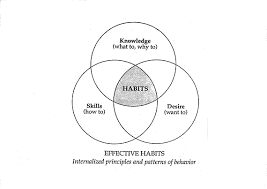 Knowledge
(what to, why to)
HABITS
Skills
(how to)
Desire
(want to)
EFFECTIVE HABITS
Internalized principles and patterns of behavior